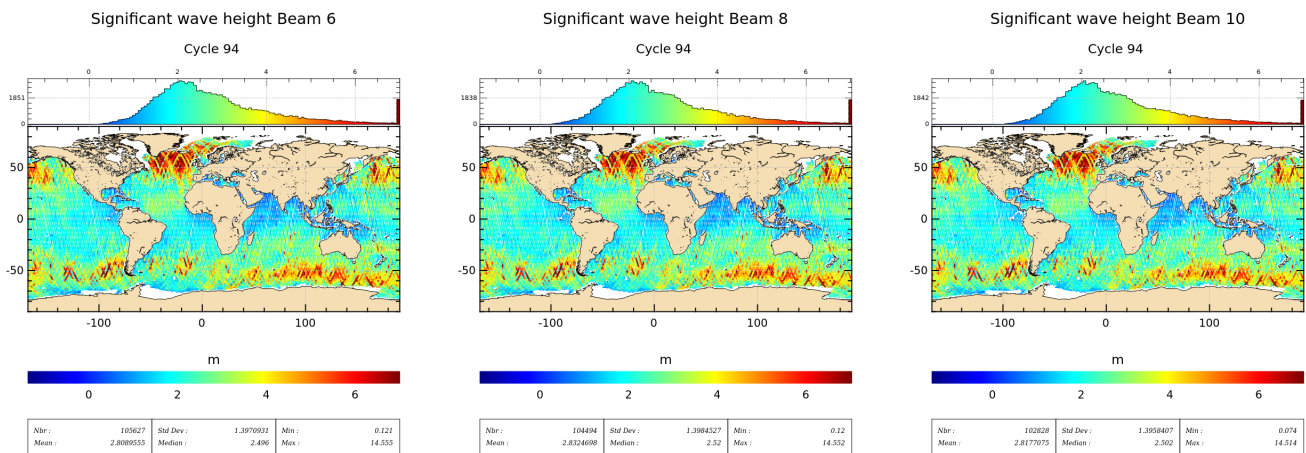 Significant wave height Beam 6
Cycle 94
0 2 4 6
1851
0
50
0
-50
-100 0 100
m
0 2 4 6
Nbr : 105627 Std Dev : 1.3970931 Min : 0.121
Mean : 2.8089555 Median : 2.496 Max : 14.555
Significant wave height Beam 8
Cycle 94
0 2 4 6
1838
0
50
0
-50
-100 0 100
m
0 2 4 6
Nbr : 104494 Std Dev : 1.3984527 Min : 0.12
Mean : 2.8324698 Median : 2.52 Max : 14.552
Significant wave height Beam 10
Cycle 94
0 2 4 6
1842
0
50
0
-50
-100 0 100
m
0 2 4 6
Nbr : 102828 Std Dev : 1.3958407 Min : 0.074
Mean : 2.8177075 Median : 2.502 Max : 14.514